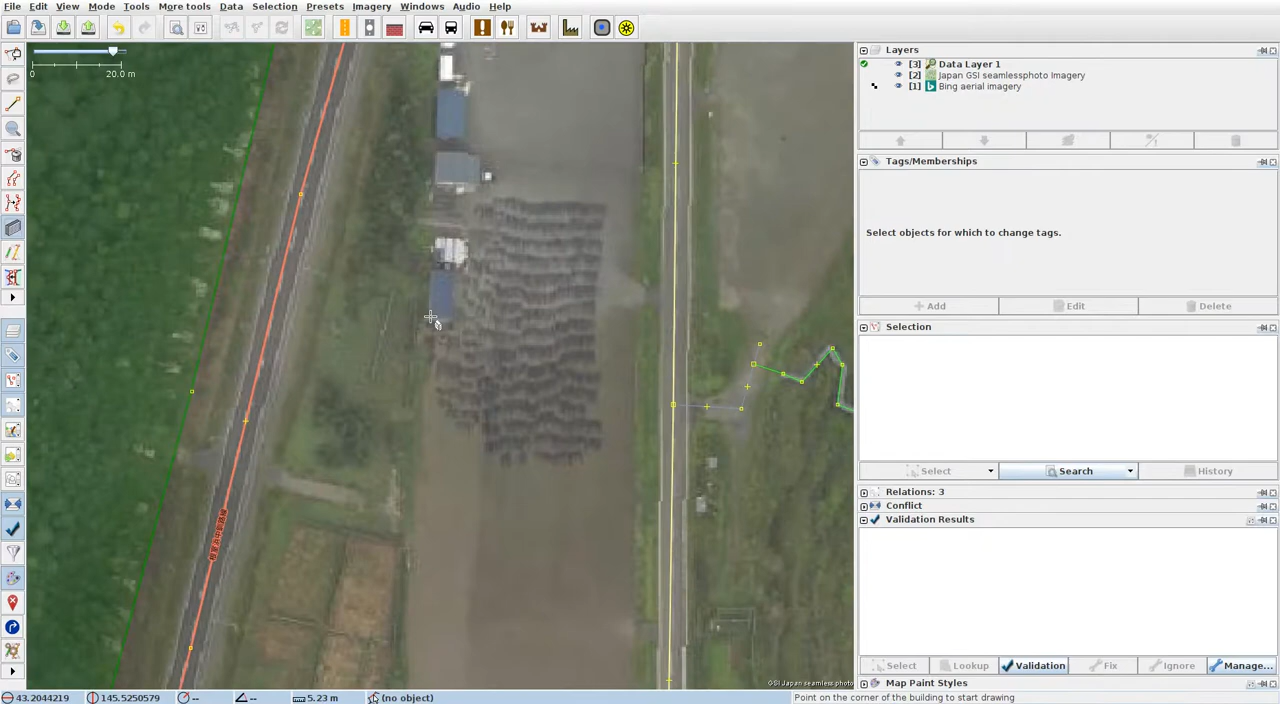 File Edit View Mode Tools More tools Data Selection Presets Imagery Windows Audio Help
0 20.0 m
Layers
[3] Data Layer 1
[2] Japan GSI seamlessphoto Imagery
[1] Bing aerial imagery
Tags/Memberships
Select objects for which to change tags.
Add Edit Delete
Selection
Select Search History
Relations: 3
Conflict
Validation Results
Select Lookup Validation Fix Ignore Manage...
GSI Japan seamless photo
Map Paint Styles
43.2044219 145.5250579 -- -- 5.23 m (no object) Point on the corner of the building to start drawing